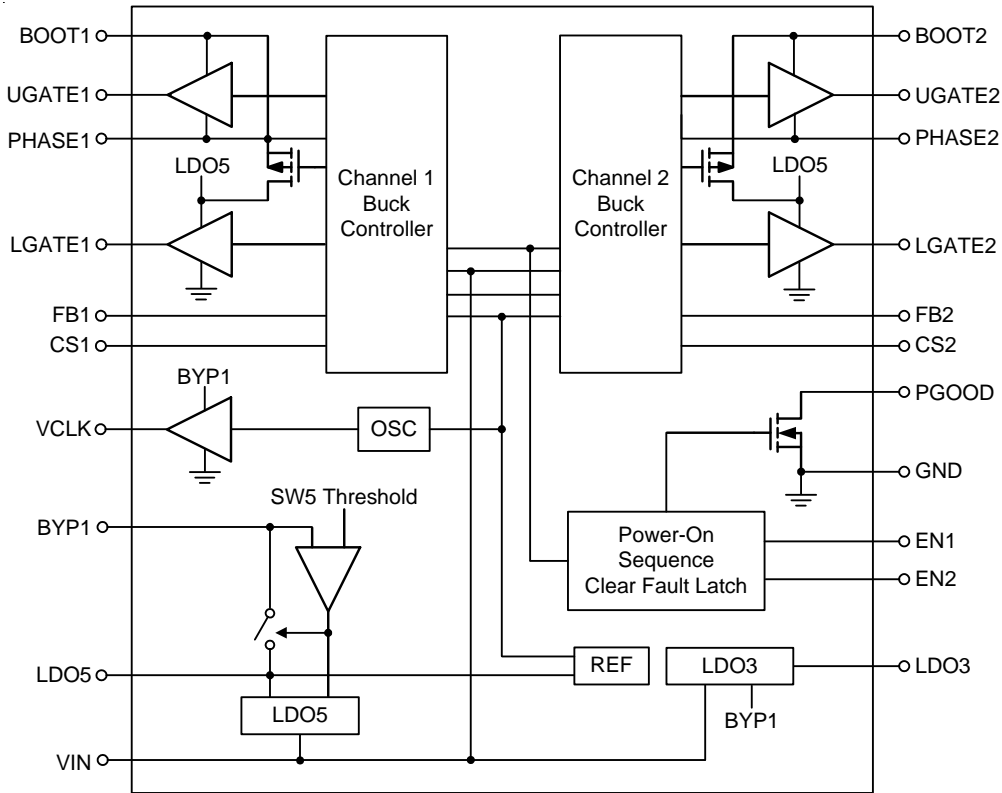 BOOT1
BOOT2
UGATE1
UGATE2
PHASE1
PHASE2
LDO5
Channel 1
Buck
Controller
Channel 2
Buck
Controller
LDO5
LGATE1
LGATE2
FB1
FB2
CS1
CS2
BYP1
PGOOD
VCLK
OSC
GND
SW5 Threshold
BYP1
Power-On
Sequence
Clear Fault Latch
EN1
EN2
LDO5
REF
LDO3
LDO3
LDO5
BYP1
VIN